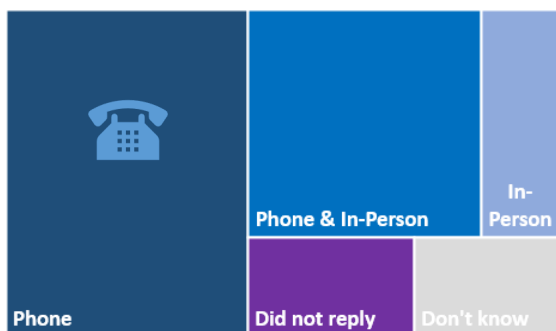 Phone & In-Person
In-
Person
Phone
Did not reply
Don't know